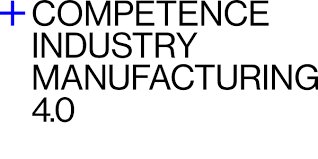 +COMPETENCE
INDUSTRY
MANUFACTURING
4.0